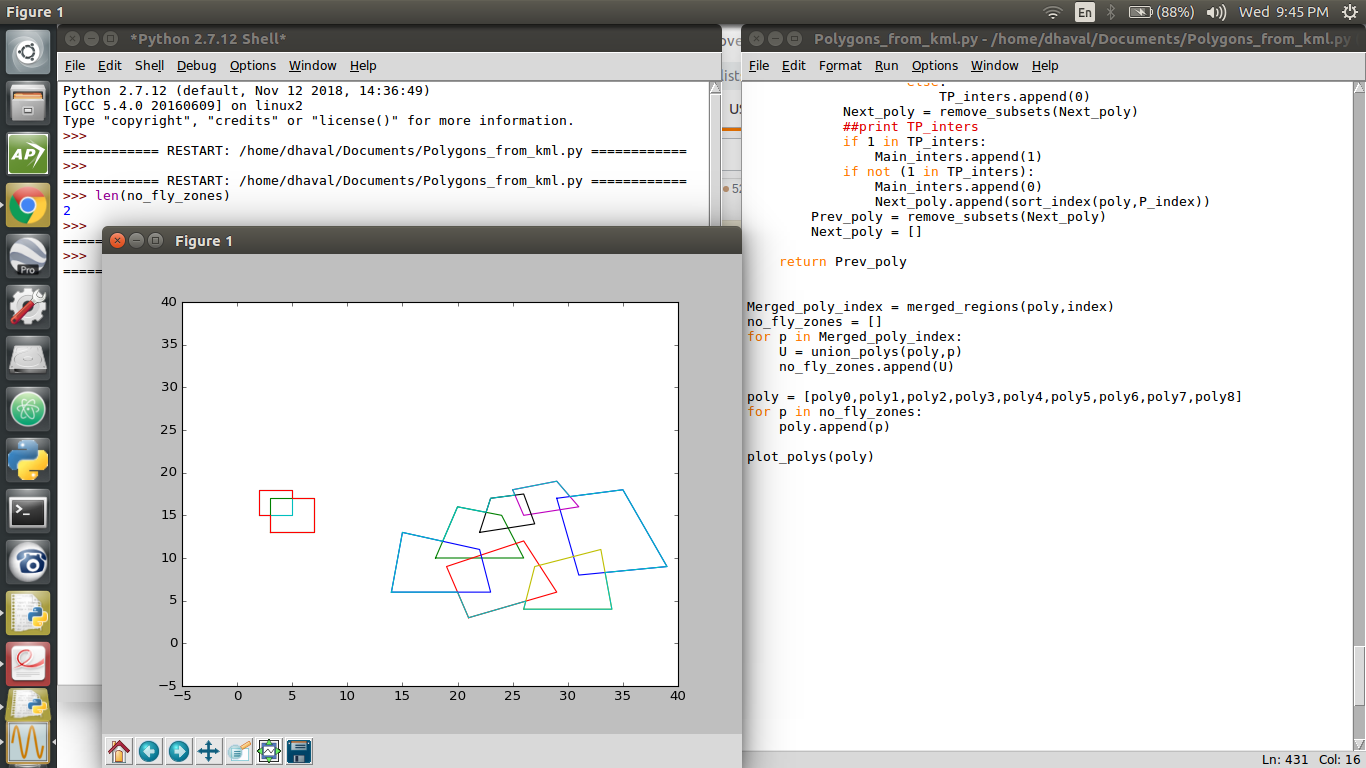 Figure 1
En
(88%)
Wed 9:45 PM
*Python 2.7.12 Shell*
File Edit Shell Debug Options Window Help
Python 2.7.12 (default, Nov 12 2018, 14:36:49)
[GCC 5.4.0 20160609] on linux2
Type "copyright", "credits" or "license()" for more information.
>>>
============ RESTART: /home/dhaval/Documents/Polygons_from_kml.py ============
>>>
============ RESTART: /home/dhaval/Documents/Polygons_from_kml.py ============
>>> len(no_fly_zones)
2
>>>
=====
>>>
=====
Figure 1
40
35
30
25
20
15
10
5
0
−5
−5 0 5 10 15 20 25 30 35 40
ove
list
US
52
Polygons_from_kml.py - /home/dhaval/Documents/Polygons_from_kml.py
File Edit Format Run Options Window Help
else:
TP_inters.append(0)
Next_poly = remove_subsets(Next_poly)
##print TP_inters
if 1 in TP_inters:
Main_inters.append(1)
if not (1 in TP_inters):
Main_inters.append(0)
Next_poly.append(sort_index(poly,P_index))
Prev_poly = remove_subsets(Next_poly)
Next_poly = []
return Prev_poly
Merged_poly_index = merged_regions(poly,index)
no_fly_zones = []
for p in Merged_poly_index:
U = union_polys(poly,p)
no_fly_zones.append(U)
poly = [poly0,poly1,poly2,poly3,poly4,poly5,poly6,poly7,poly8]
for p in no_fly_zones:
poly.append(p)
plot_polys(poly)
Ln: 431 Col: 16
AP
Pro
>_